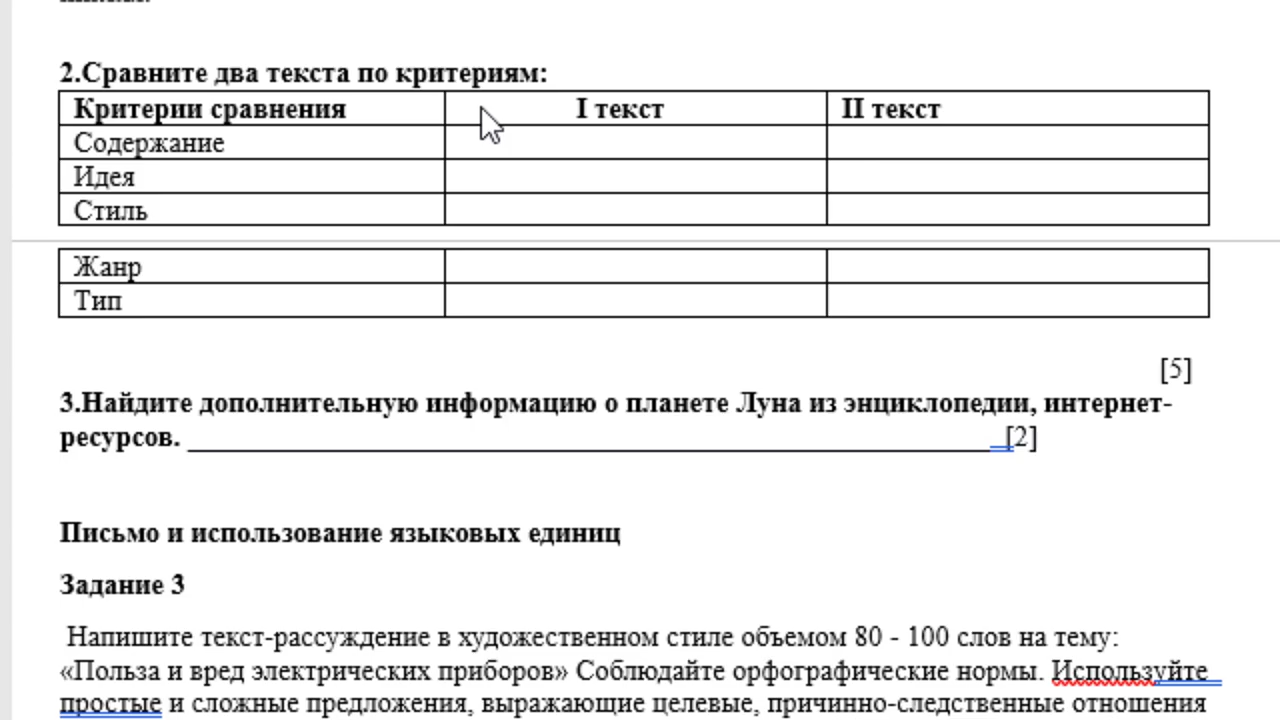 2.Сравните два текста по критериям:
Критерии сравнения I текст II текст
Содержание
Идея
Стиль
Жанр
Тип
[5]
3.Найдите дополнительную информацию о планете Луна из энциклопедии, интернет-
ресурсов. ____________________[2]
Письмо и использование языковых единиц
Задание 3
Напишите текст-рассуждение в художественном стиле объемом 80 - 100 слов на тему:
«Польза и вред электрических приборов» Соблюдайте орфографические нормы. Используйте
простые и сложные предложения, выражающие целевые, причинно-следственные отношения